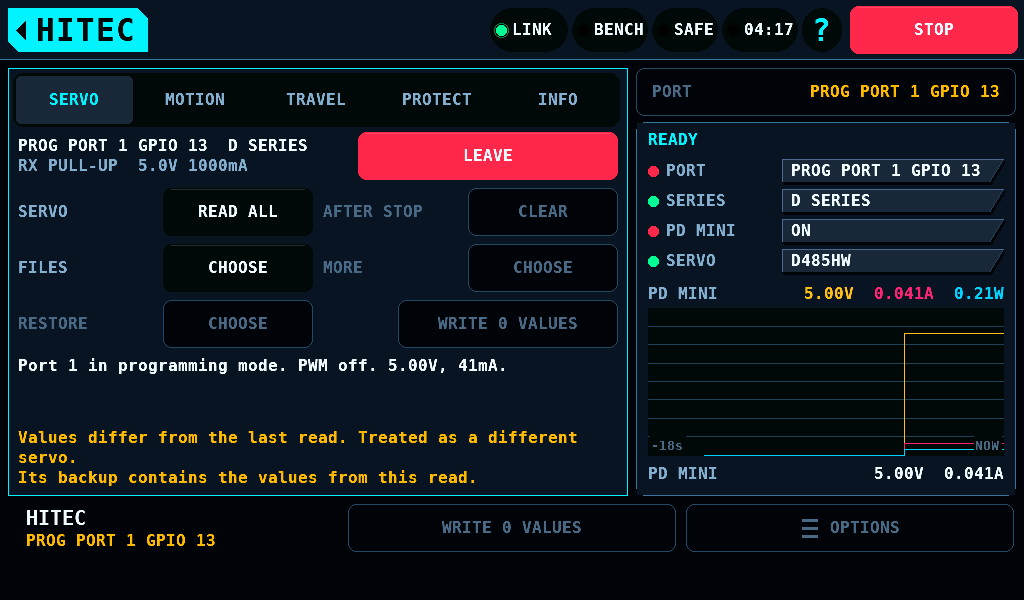 HITEC
LINK
BENCH
SAFE
04:17
?
STOP
SERVO
MOTION
TRAVEL
PROTECT
INFO
PROG PORT 1 GPIO 13  D SERIES
RX PULL-UP  5.0V 1000mA
LEAVE
SERVO
READ ALL
AFTER STOP
CLEAR
FILES
CHOOSE
MORE
CHOOSE
RESTORE
CHOOSE
WRITE 0 VALUES
Port 1 in programming mode. PWM off. 5.00V, 41mA.
Values differ from the last read. Treated as a different
servo.
Its backup contains the values from this read.
PORT
PROG PORT 1 GPIO 13
READY
PORT
PROG PORT 1 GPIO 13
SERIES
D SERIES
PD MINI
ON
SERVO
D485HW
PD MINI
5.00V
0.041A
0.21W
-18s
NOW
PD MINI
5.00V
0.041A
HITEC
PROG PORT 1 GPIO 13
WRITE 0 VALUES
OPTIONS